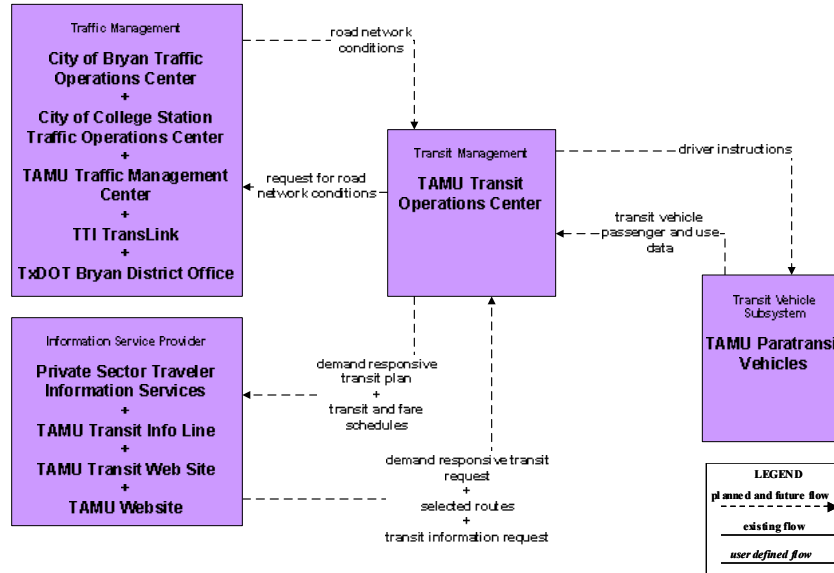 Traffic Management
City of Bryan Traffic
Operations Center
+
City of College Station
Traffic Operations Center
+
TAMU Traffic Management
Center
+
TTI TransLink
+
TxDOT Bryan District Office
road network
conditions
request for road
network conditions
Transit Management
TAMU Transit
Operations Center
driver instructions
transit vehicle
passenger and use
data
Transit Vehicle
Subsystem
TAMU Paratransi
Vehicles
Information Service Provider
Private Sector Traveler
Information Services
+
TAMU Transit Info Line
+
TAMU Transit Web Site
+
TAMU Website
demand responsive
transit plan
+
transit and fare
schedules
demand responsive transit
request
+
selected routes
+
transit information request
LEGEND
planned and future flow
existing flow
user defined flow